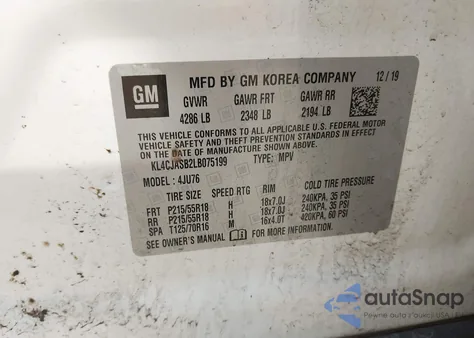 GM
MFD BY GM KOREA COMPANY 12/19
GVWR GAWR FRT GAWR RR
4286 LB 2348 LB 2194 LB
THIS VEHICLE CONFORMS TO ALL APPLICABLE U.S. FEDERAL MOTOR
VEHICLE SAFETY AND THEFT PREVENTION STANDARDS IN EFFECT ON
THE DATE OF MANUFACTURE SHOWN ABOVE.
KL4CJASB2LB075199 TYPE: MPV
MODEL: 4JU76
TIRE SIZE SPEED RTG RIM COLD TIRE PRESSURE
FRT P215/55R18 H 18x7.0J 240KPA, 35 PSI
RR P215/55R18 H 18x7.0J 240KPA, 35 PSI
SPA T125/70R16 M 16x4.0T 420KPA, 60 PSI
SEE OWNER'S MANUAL FOR MORE INFORMATION
autoSnap
Pewne auto z aukcji USA i